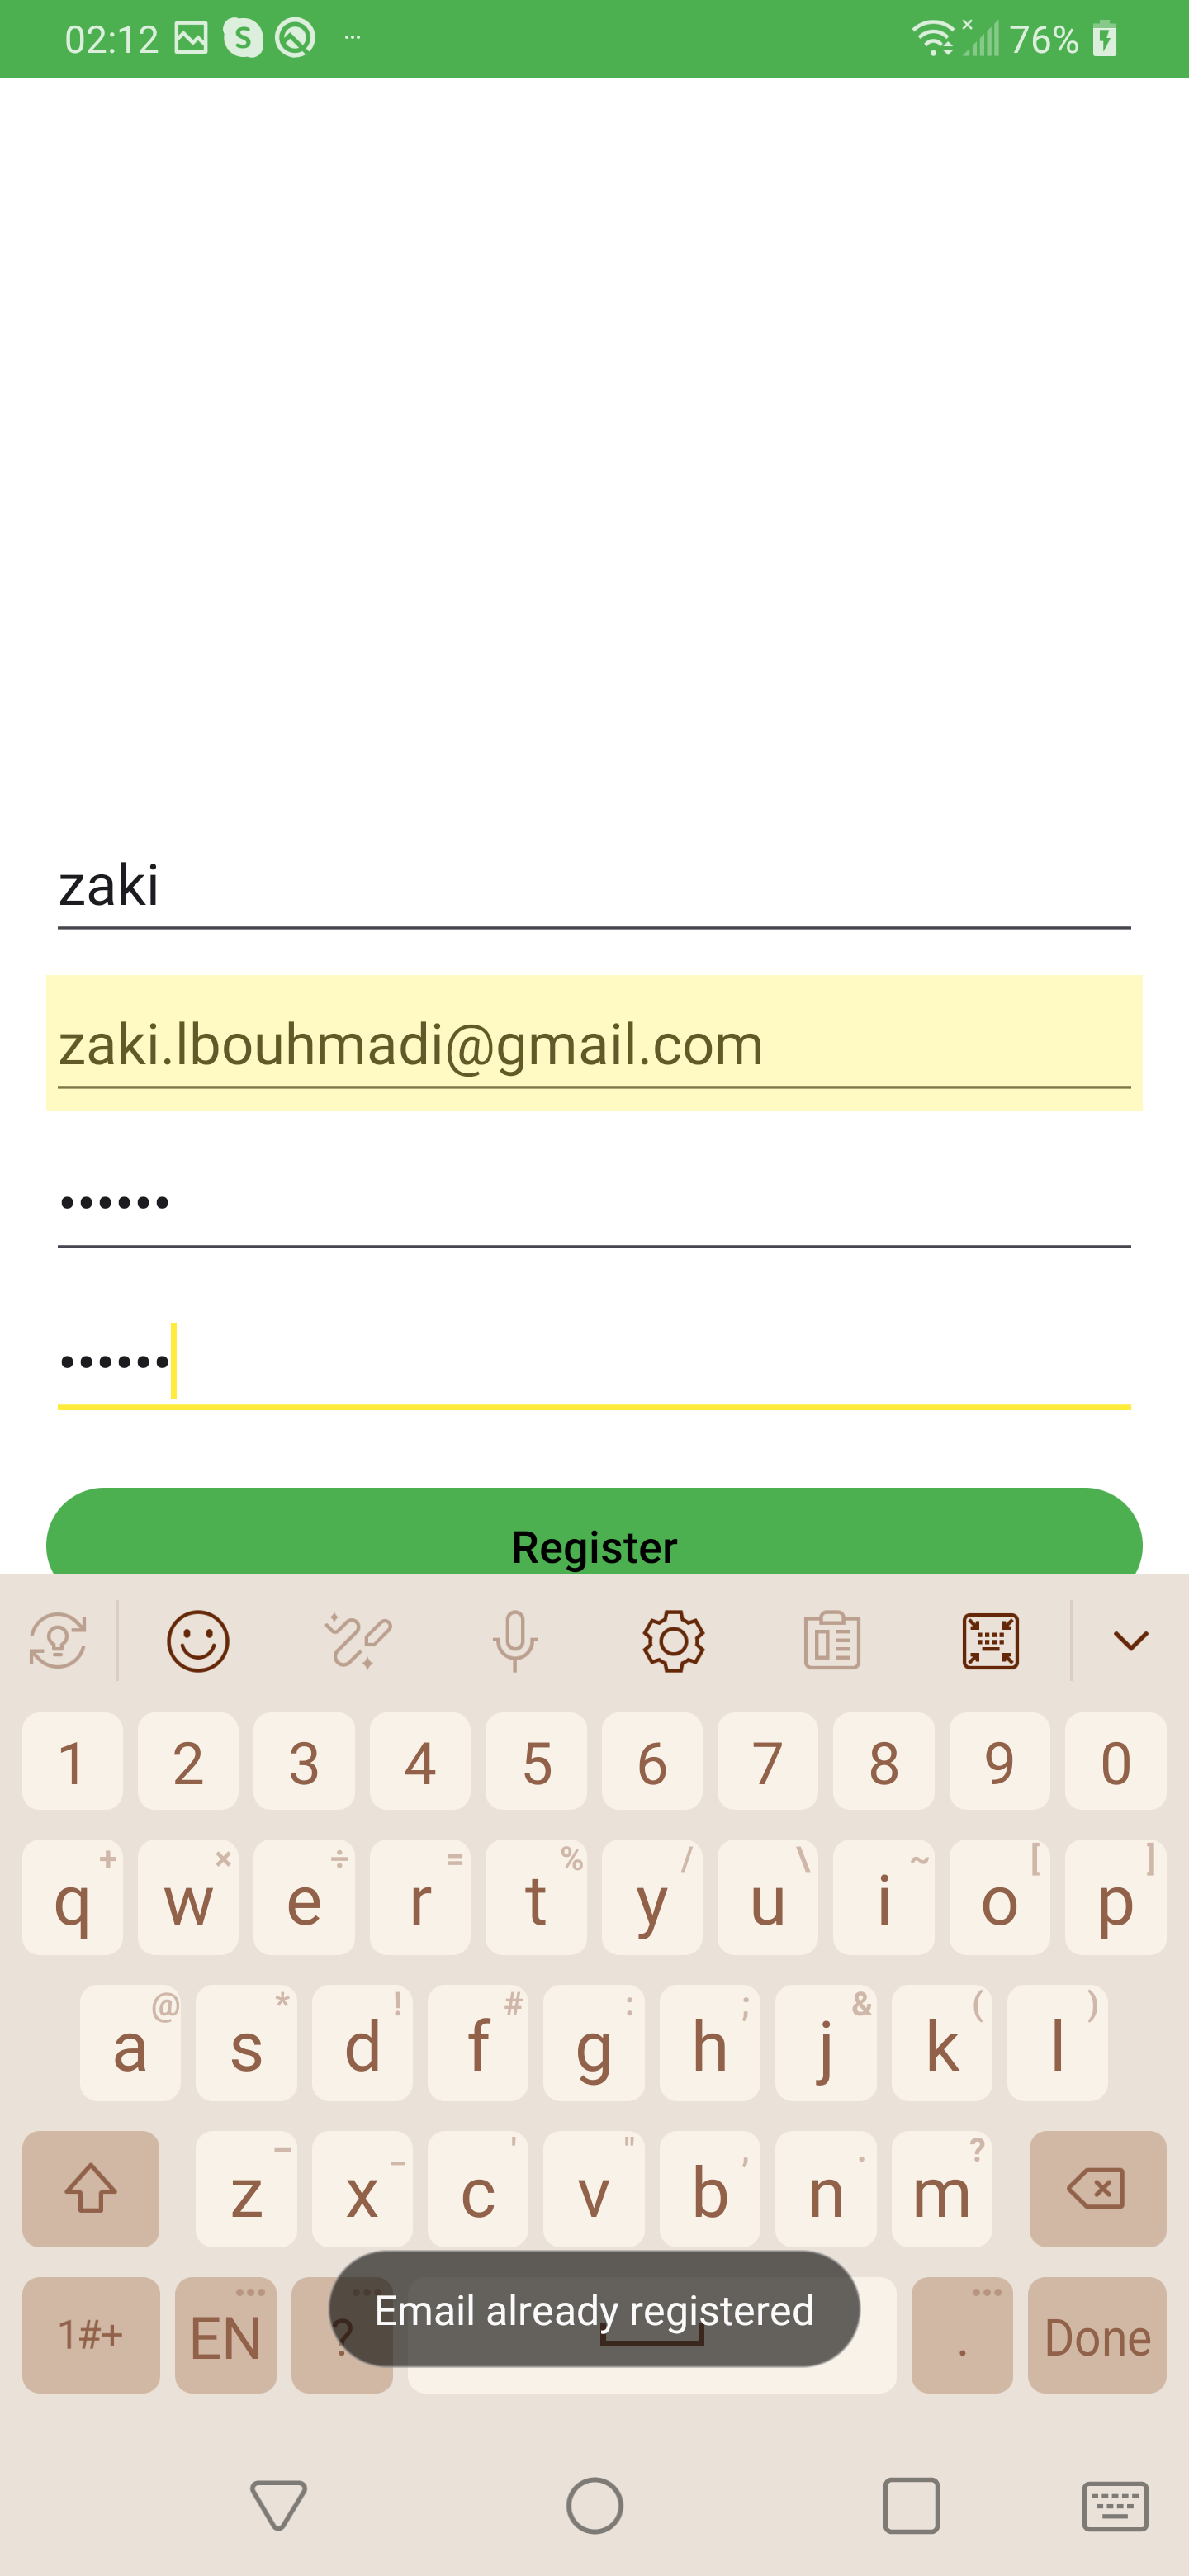 02:12 S ... 76%
zaki
zaki.lbouhmadi@gmail.com
••••••
••••••
Register
1 2 3 4 5 6 7 8 9 0
+ × ÷ = % / \ ~ [ ]
q w e r t y u i o p
@ * ! # : ; & ( )
a s d f g h j k l
– _ ' " , . ?
z x c v b n m
1#+ EN ? . Done
Email already registered